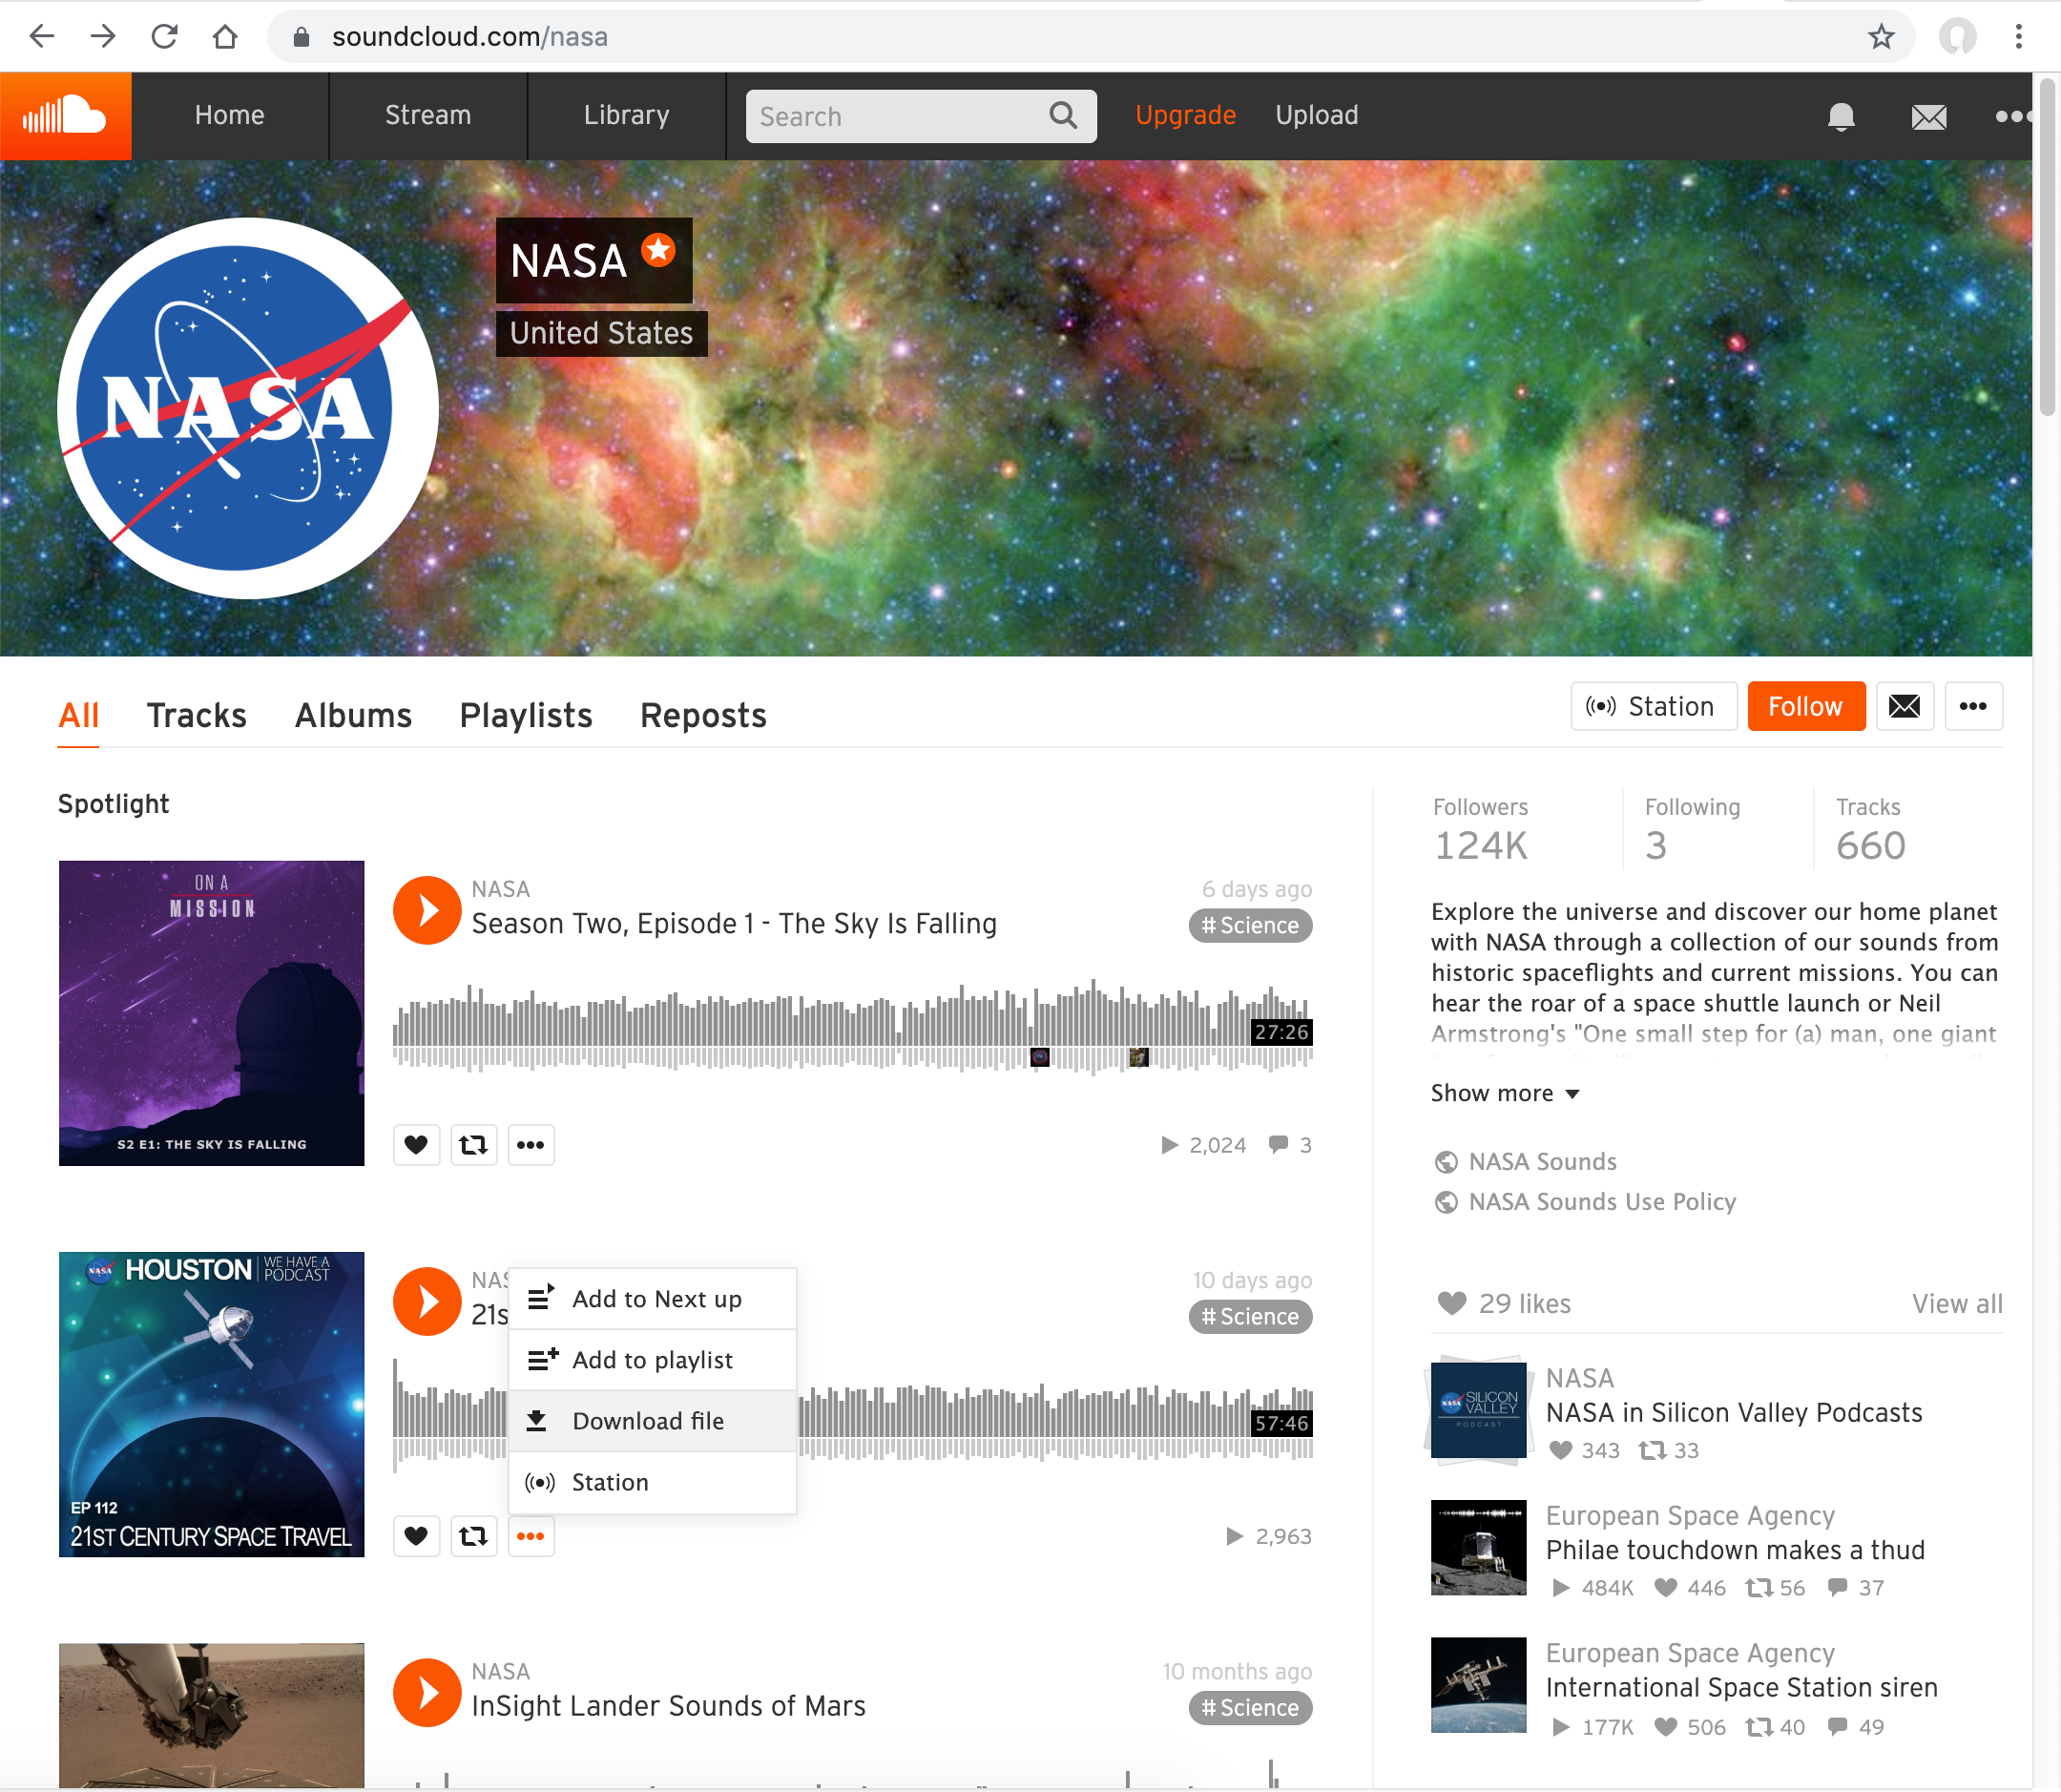 soundcloud.com/nasa
Home
Stream
Library
Search
Upgrade
Upload
NASA
NASA
United States
All
Tracks
Albums
Playlists
Reposts
Station
Follow
Spotlight
ON A
MISSION
S2 E1: THE SKY IS FALLING
NASA
6 days ago
Season Two, Episode 1 - The Sky Is Falling
# Science
27:26
2,024
3
NASA
HOUSTON
WE HAVE A
PODCAST
EP 112
21ST CENTURY SPACE TRAVEL
NAS
10 days ago
21s
# Science
Add to Next up
Add to playlist
Download file
Station
57:46
2,963
NASA
10 months ago
InSight Lander Sounds of Mars
# Science
Followers
124K
Following
3
Tracks
660
Explore the universe and discover our home planet
with NASA through a collection of our sounds from
historic spaceflights and current missions. You can
hear the roar of a space shuttle launch or Neil
Armstrong's "One small step for (a) man, one giant
Show more
NASA Sounds
NASA Sounds Use Policy
29 likes
View all
NASA
SILICON
VALLEY
PODCAST
NASA
NASA in Silicon Valley Podcasts
343
33
European Space Agency
Philae touchdown makes a thud
484K
446
56
37
European Space Agency
International Space Station siren
177K
506
40
49